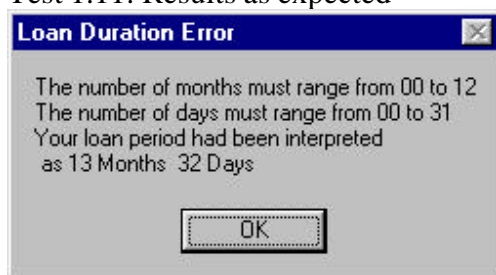 Test 1.11: Results as expected
Loan Duration Error
The number of months must range from 00 to 12
The number of days must range from 00 to 31
Your loan period had been interpreted
as 13 Months 32 Days
OK